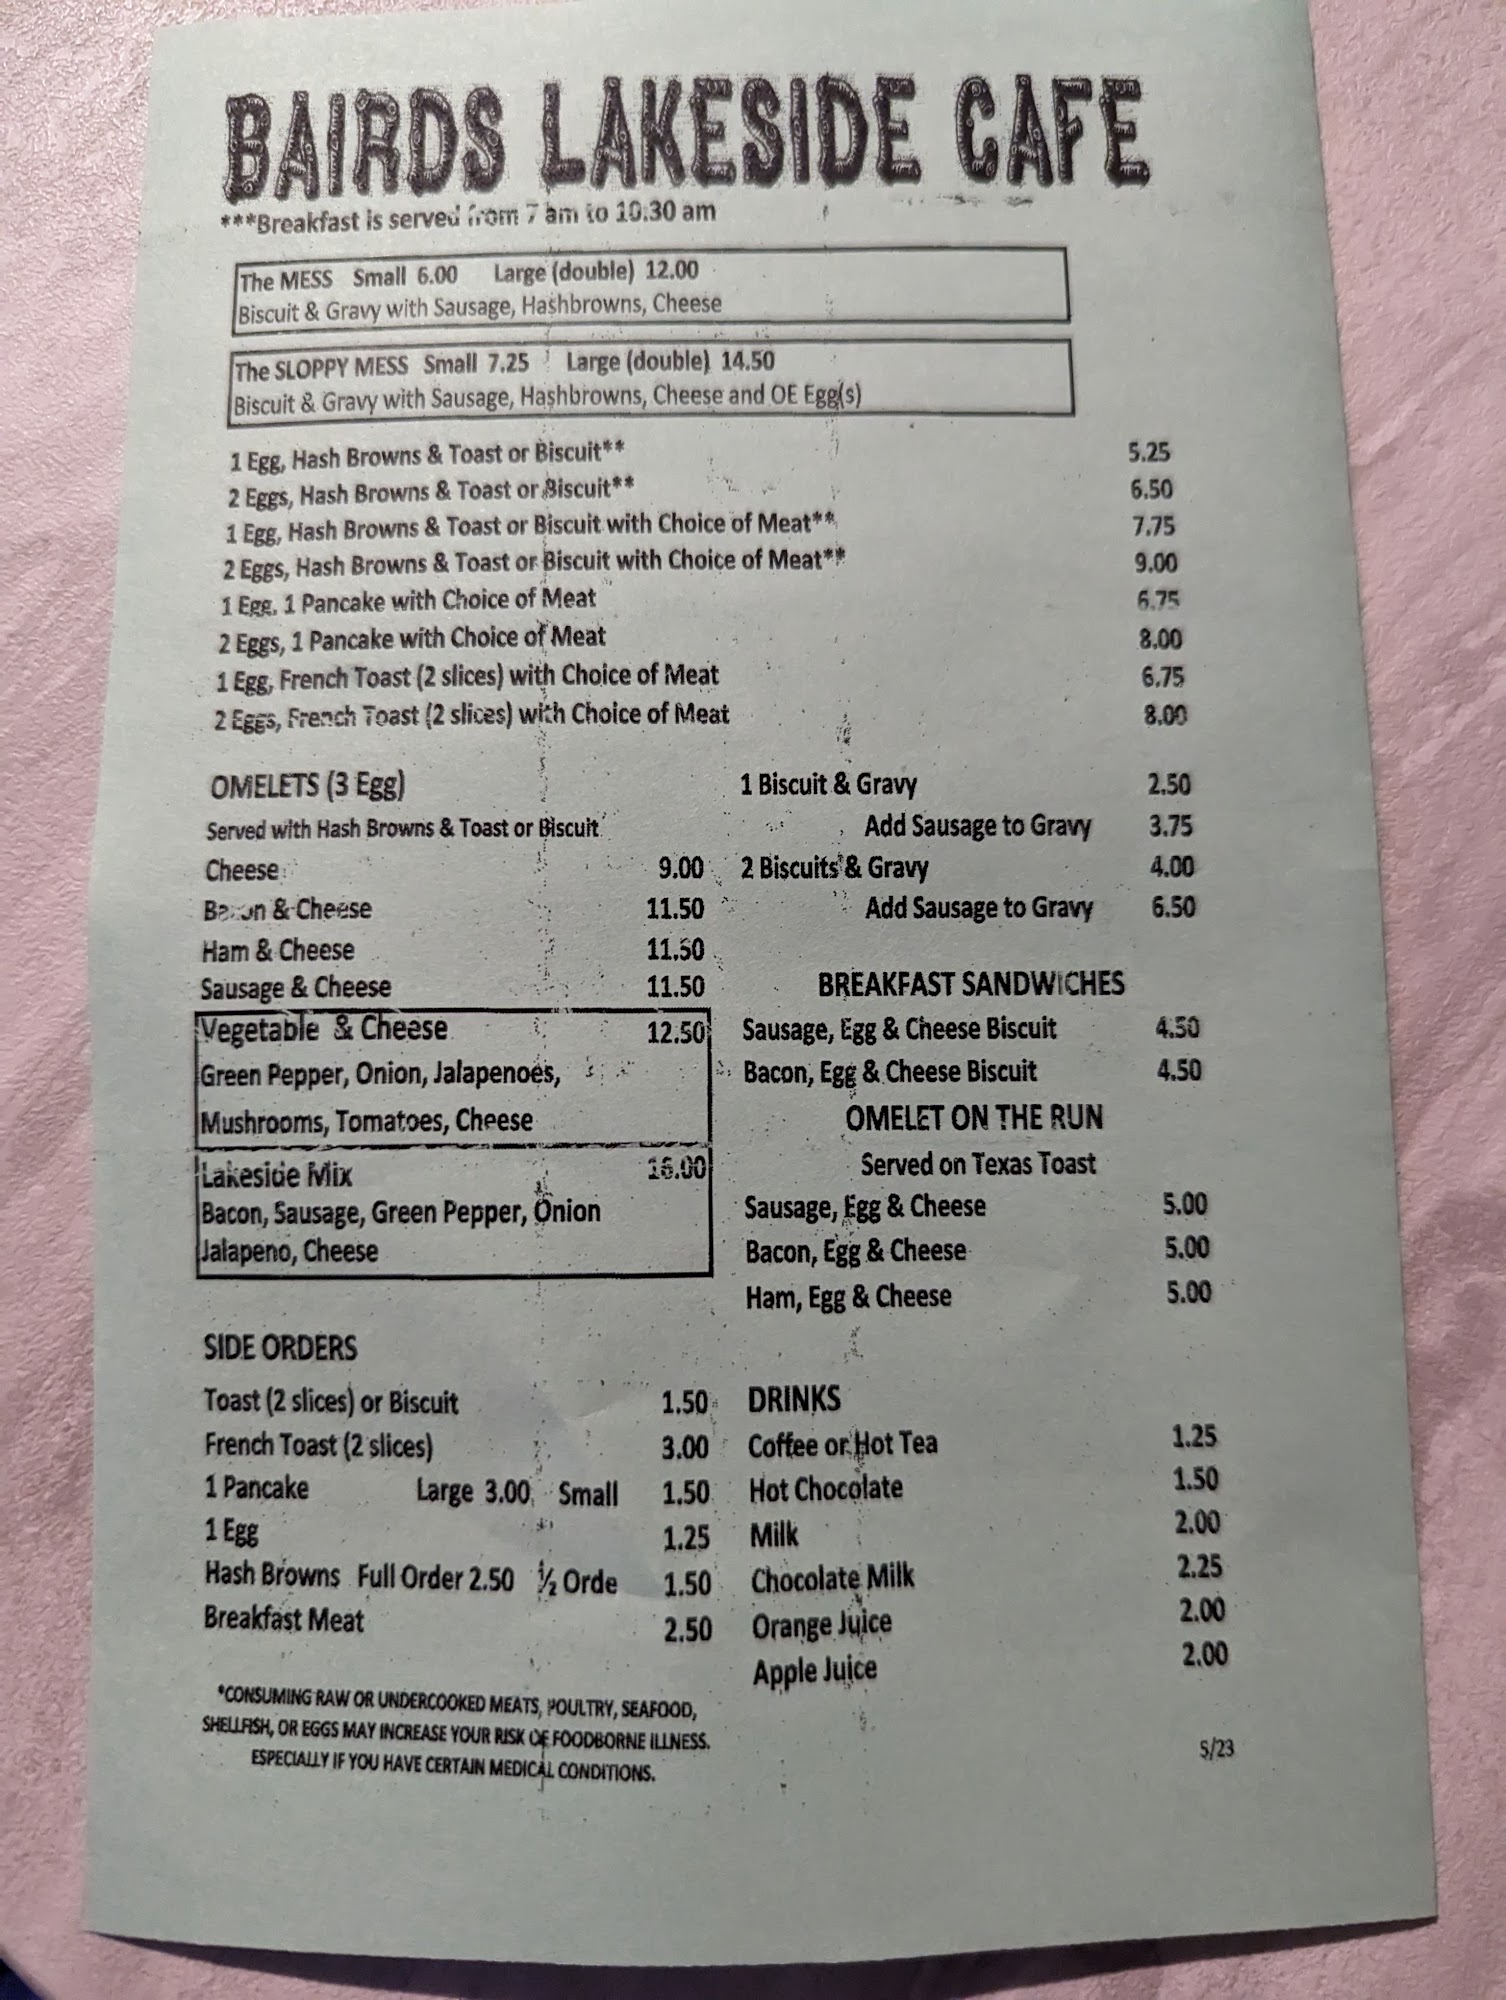 BAIRDS LAKESIDE CAFE
***Breakfast is served from 7 am to 10:30 am
The MESS Small 6.00 Large (double) 12.00
Biscuit & Gravy with Sausage, Hashbrowns, Cheese
The SLOPPY MESS Small 7.25 Large (double) 14.50
Biscuit & Gravy with Sausage, Hashbrowns, Cheese and OE Egg(s)
1 Egg, Hash Browns & Toast or Biscuit** 5.25
2 Eggs, Hash Browns & Toast or Biscuit** 6.50
1 Egg, Hash Browns & Toast or Biscuit with Choice of Meat** 7.75
2 Eggs, Hash Browns & Toast or Biscuit with Choice of Meat** 9.00
1 Egg, 1 Pancake with Choice of Meat 6.75
2 Eggs, 1 Pancake with Choice of Meat 8.00
1 Egg, French Toast (2 slices) with Choice of Meat 6.75
2 Eggs, French Toast (2 slices) with Choice of Meat 8.00
OMELETS (3 Egg)
Served with Hash Browns & Toast or Biscuit
Cheese 9.00
Bacon & Cheese 11.50
Ham & Cheese 11.50
Sausage & Cheese 11.50
Vegetable & Cheese 12.50
Green Pepper, Onion, Jalapenoes,
Mushrooms, Tomatoes, Cheese
Lakeside Mix 16.00
Bacon, Sausage, Green Pepper, Onion
Jalapeno, Cheese
1 Biscuit & Gravy 2.50
Add Sausage to Gravy 3.75
2 Biscuits & Gravy 4.00
Add Sausage to Gravy 6.50
BREAKFAST SANDWICHES
Sausage, Egg & Cheese Biscuit 4.50
Bacon, Egg & Cheese Biscuit 4.50
OMELET ON THE RUN
Served on Texas Toast
Sausage, Egg & Cheese 5.00
Bacon, Egg & Cheese 5.00
Ham, Egg & Cheese 5.00
SIDE ORDERS
Toast (2 slices) or Biscuit 1.50
French Toast (2 slices) 3.00
1 Pancake Large 3.00 Small 1.50
1 Egg 1.25
Hash Browns Full Order 2.50 ½ Orde 1.50
Breakfast Meat 2.50
DRINKS
Coffee or Hot Tea 1.25
Hot Chocolate 1.50
Milk 2.00
Chocolate Milk 2.25
Orange Juice 2.00
Apple Juice 2.00
*CONSUMING RAW OR UNDERCOOKED MEATS, POULTRY, SEAFOOD,
SHELLFISH, OR EGGS MAY INCREASE YOUR RISK OF FOODBORNE ILLNESS.
ESPECIALLY IF YOU HAVE CERTAIN MEDICAL CONDITIONS.
5/23